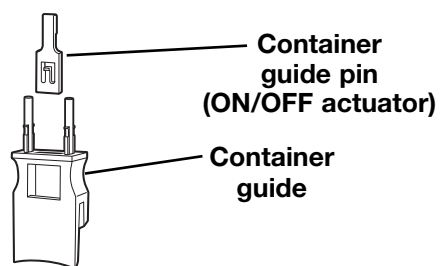 Container
guide pin
(ON/OFF actuator)
Container
guide